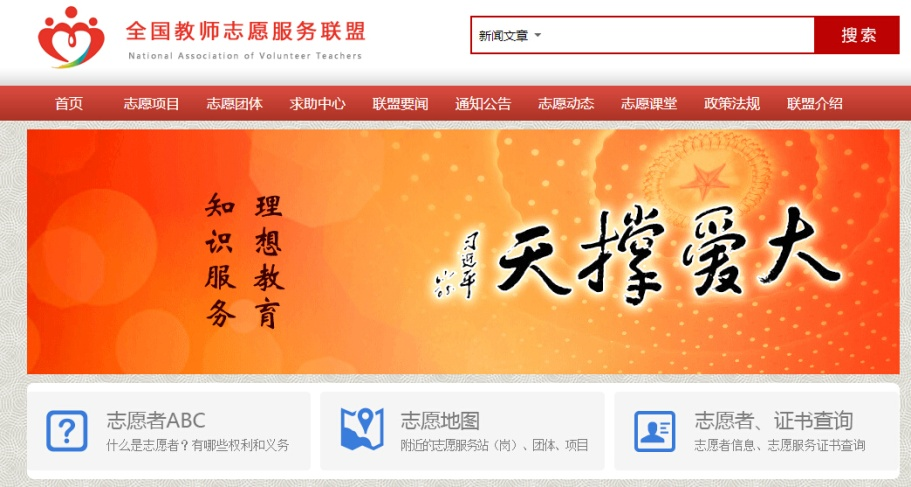 全国教师志愿服务联盟
National Association of Volunteer Teachers
新闻文章
搜索
首页 志愿项目 志愿团体 求助中心 联盟要闻 通知公告 志愿动态 志愿课堂 政策法规 联盟介绍
理想教育
知识服务
大爱撑天
习近平
志愿者ABC
什么是志愿者？有哪些权利和义务
志愿地图
附近的志愿服务站（岗）、团体、项目
志愿者、证书查询
志愿者信息、志愿服务证书查询